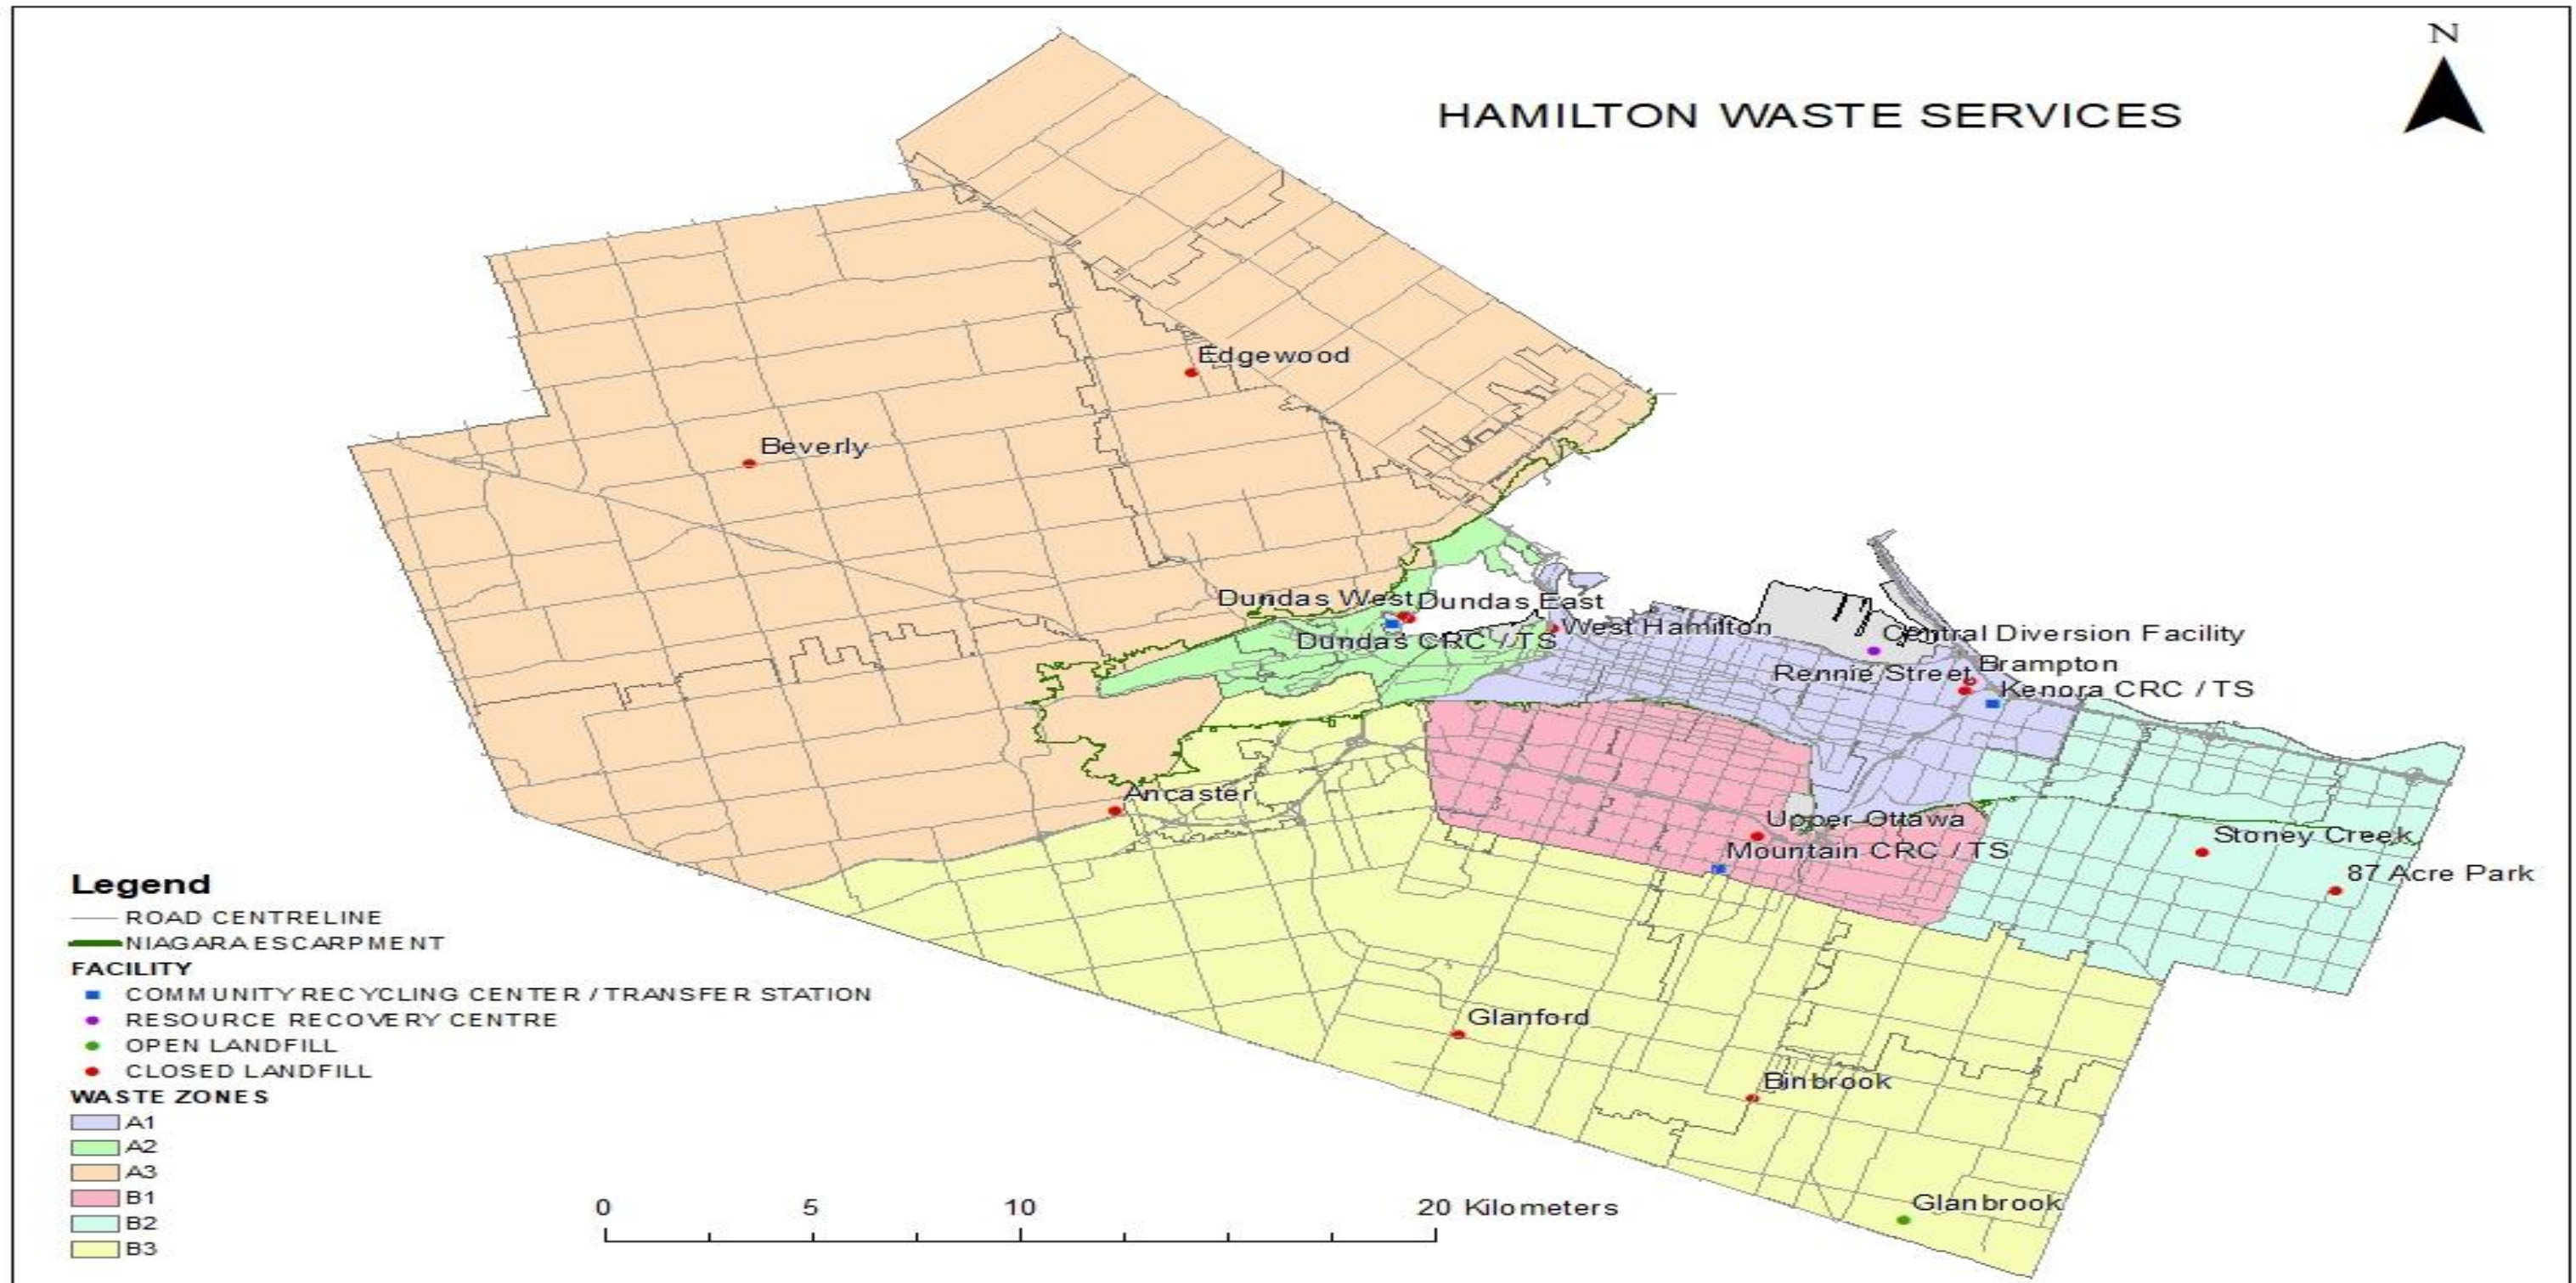 N
HAMILTON WASTE SERVICES
Edgewood
Beverly
Dundas West
Dundas East
Dundas CRC / TS
West Hamilton
Central Diversion Facility
Brampton
Rennie Street
Kenora CRC / TS
Ancaster
Upper Ottawa
Mountain CRC / TS
Stoney Creek
87 Acre Park
Glanford
Binbrook
Glanbrook
Legend
ROAD CENTRELINE
NIAGARA ESCARPMENT
FACILITY
COMMUNITY RECYCLING CENTER / TRANSFER STATION
RESOURCE RECOVERY CENTRE
OPEN LANDFILL
CLOSED LANDFILL
WASTE ZONES
A1
A2
A3
B1
B2
B3
0 5 10 20 Kilometers